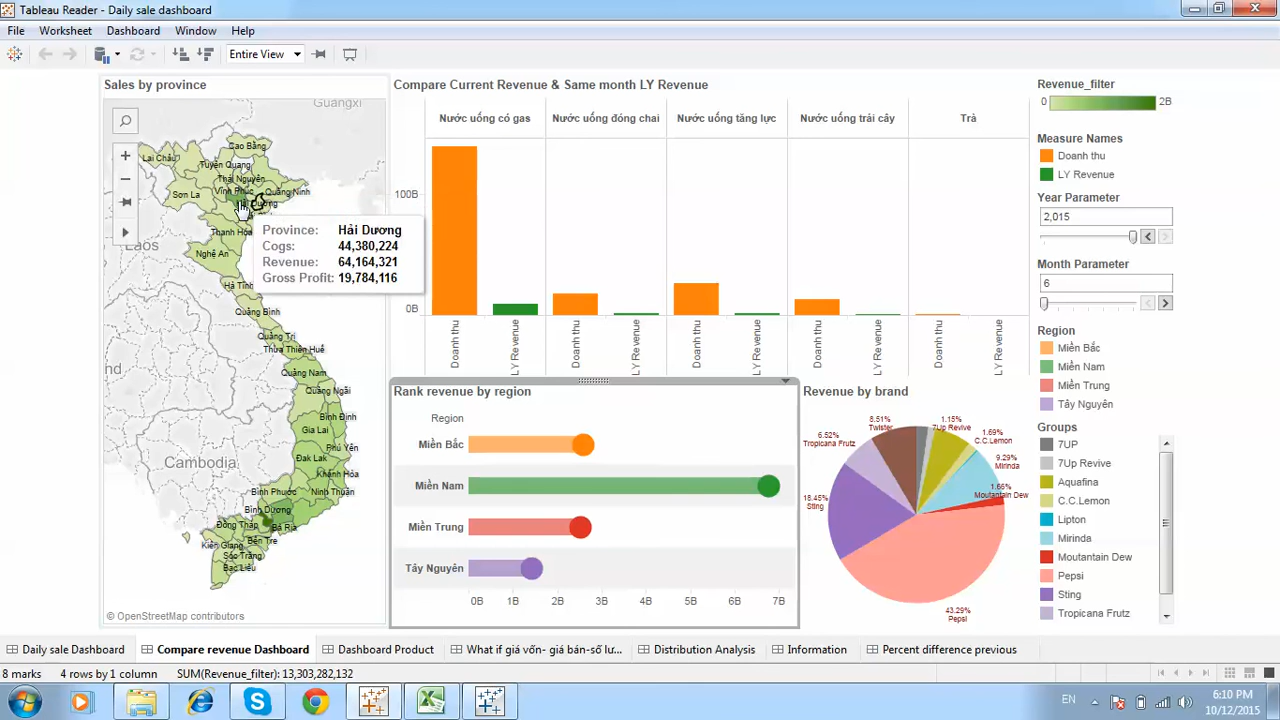 Tableau Reader - Daily sale dashboard
File Worksheet Dashboard Window Help
Entire View
Sales by province
Guangxi
Cao Bằng
Lai Châu
Tuyên Quang
Thái Nguyên
Vĩnh Phúc
Sơn La
Quảng Ninh
Thanh Hóa
Laos
Nghệ An
Hà Tĩnh
Quảng Bình
Quảng Trị
Thừa Thiên Huế
Quảng Nam
Quảng Ngãi
Bình Định
Gia Lai
Phú Yên
Đak Lak
Cambodia
Khánh Hòa
Bình Phước
Ninh Thuận
Bình Dương
Đồng Tháp
Bà Rịa
Bến Tre
Kiên Giang
Sóc Trăng
Bạc Liêu
© OpenStreetMap contributors
Province: Hải Dương
Cogs: 44,380,224
Revenue: 64,164,321
Gross Profit: 19,784,116
Compare Current Revenue & Same month LY Revenue
Nước uống có gas
Nước uống đóng chai
Nước uống tăng lực
Nước uống trái cây
Trà
100B
0B
Doanh thu
LY Revenue
Doanh thu
LY Revenue
Doanh thu
LY Revenue
Doanh thu
LY Revenue
Doanh thu
LY Revenue
Rank revenue by region
Region
Miền Bắc
Miền Nam
Miền Trung
Tây Nguyên
0B 1B 2B 3B 4B 5B 6B 7B
Revenue by brand
8.51%
Twister
1.15%
7Up Revive
1.69%
C.C.Lemon
6.52%
Tropicana Frutz
9.29%
Mirinda
1.66%
Moutantain Dew
18.45%
Sting
43.29%
Pepsi
Revenue_filter
0 2B
Measure Names
Doanh thu
LY Revenue
Year Parameter
2,015
Month Parameter
6
Region
Miền Bắc
Miền Nam
Miền Trung
Tây Nguyên
Groups
7UP
7Up Revive
Aquafina
C.C.Lemon
Lipton
Mirinda
Moutantain Dew
Pepsi
Sting
Tropicana Frutz
Daily sale Dashboard
Compare revenue Dashboard
Dashboard Product
What if giá vốn- giá bán-số lư...
Distribution Analysis
Information
Percent difference previous
8 marks 4 rows by 1 column SUM(Revenue_filter): 13,303,282,132
EN
6:10 PM
10/12/2015